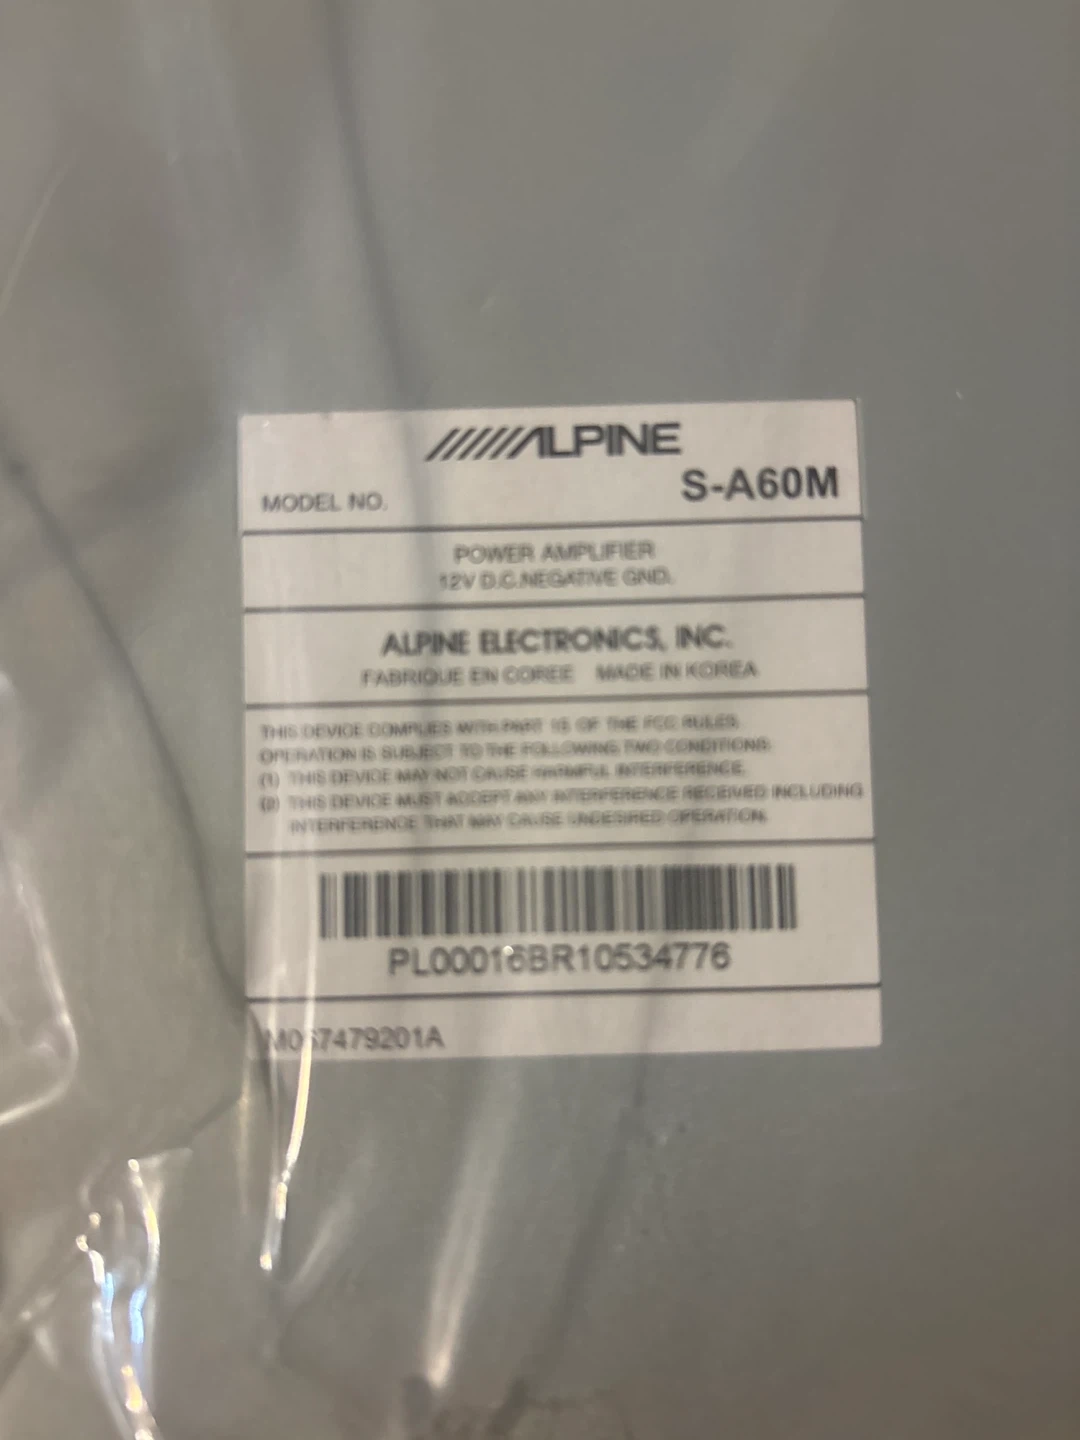 ALPINE
MODEL NO. S-A60M
POWER AMPLIFIER
12V D.C.NEGATIVE GND.
ALPINE ELECTRONICS, INC.
FABRIQUE EN COREE MADE IN KOREA
THIS DEVICE COMPLIES WITH PART 15 OF THE FCC RULES.
OPERATION IS SUBJECT TO THE FOLLOWING TWO CONDITIONS:
(1) THIS DEVICE MAY NOT CAUSE HARMFUL INTERFERENCE.
(2) THIS DEVICE MUST ACCEPT ANY INTERFERENCE RECEIVED INCLUDING
INTERFERENCE THAT MAY CAUSE UNDESIRED OPERATION.
PL00016BR10534776
M067479201A